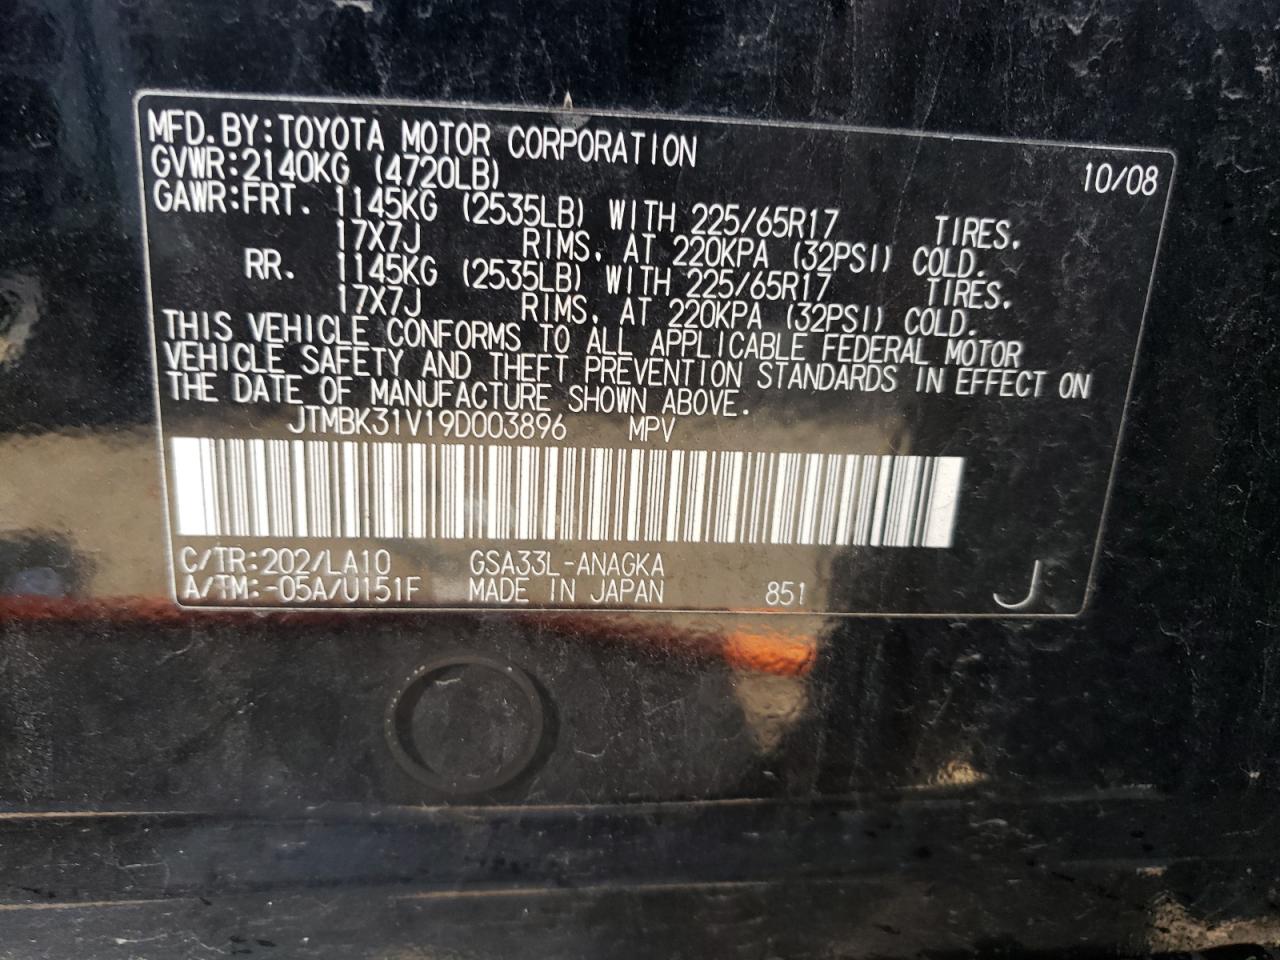 MFD.BY:TOYOTA MOTOR CORPORATION 10/08
GVWR:2140KG (4720LB)
GAWR:FRT. 1145KG (2535LB) WITH 225/65R17 TIRES,
17X7J RIMS, AT 220KPA (32PSI) COLD.
RR. 1145KG (2535LB) WITH 225/65R17 TIRES,
17X7J RIMS, AT 220KPA (32PSI) COLD.
THIS VEHICLE CONFORMS TO ALL APPLICABLE FEDERAL MOTOR
VEHICLE SAFETY AND THEFT PREVENTION STANDARDS IN EFFECT ON
THE DATE OF MANUFACTURE SHOWN ABOVE.
JTMBK31V19D003896 MPV
C/TR:202/LA10 GSA33L-ANAGKA
A/TM:-05A/U151F MADE IN JAPAN 851 J